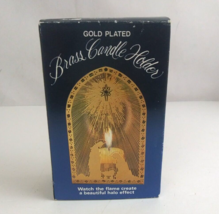 GOLD PLATED
Brass Candle Holder
Watch the flame create
a beautiful halo effect